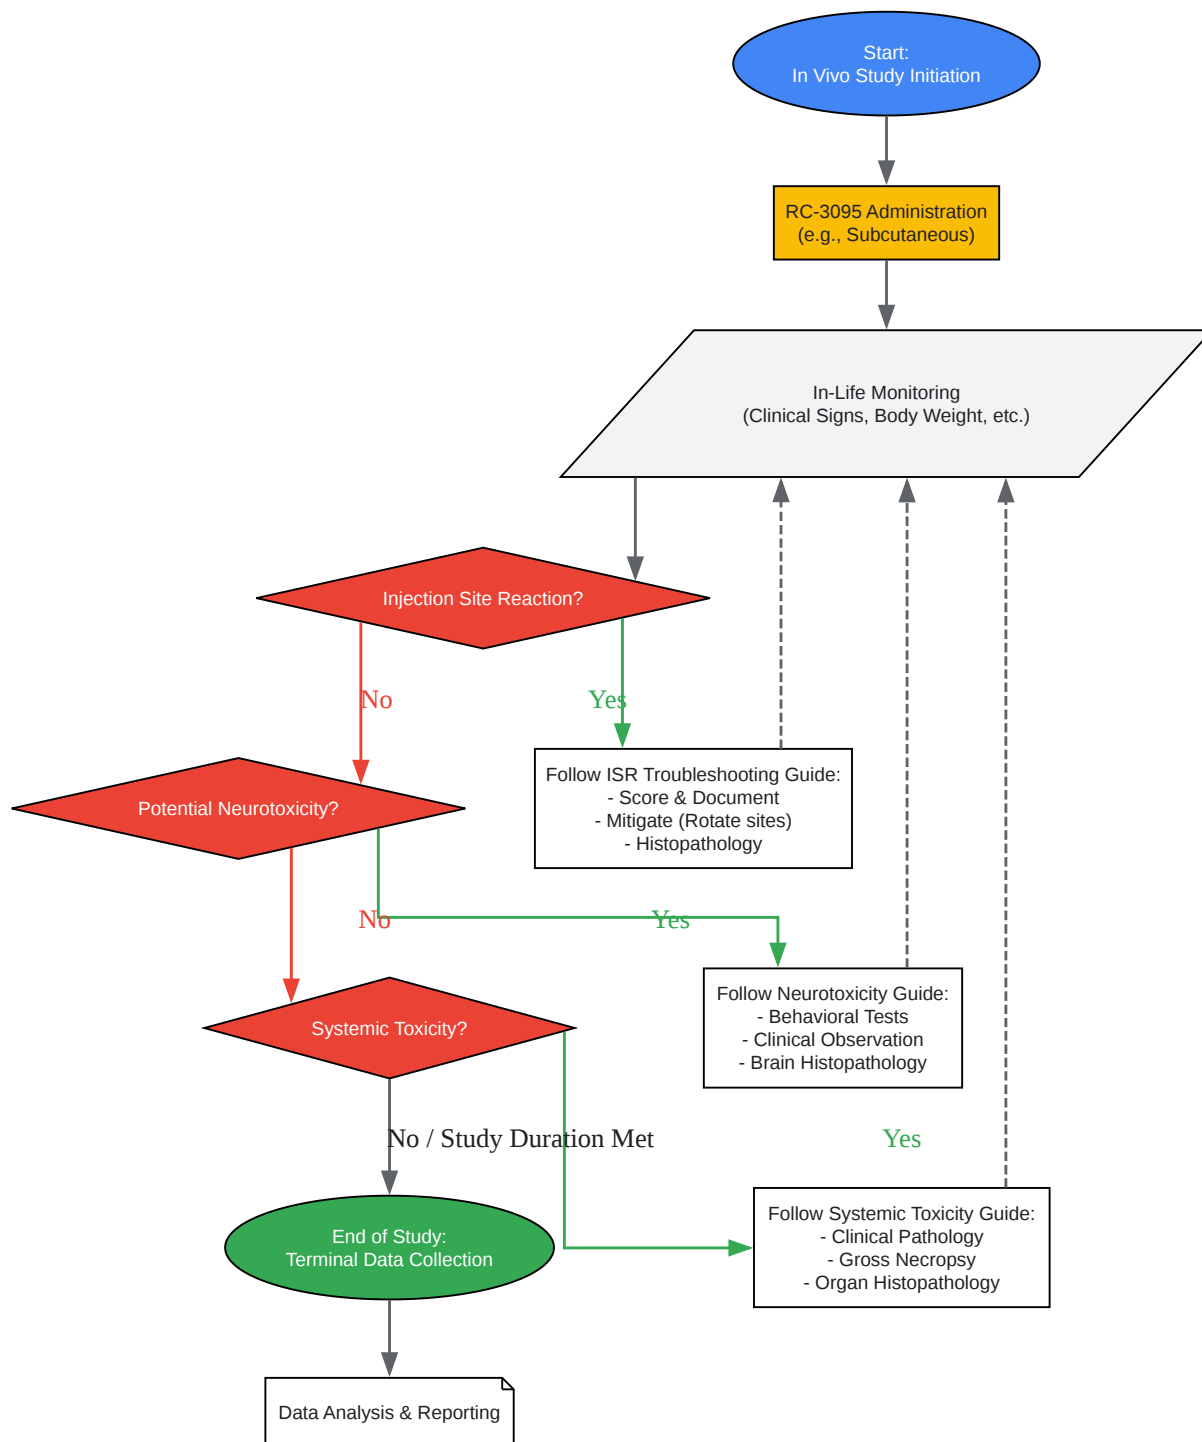 Start:
In Vivo Study Initiation
RC-3095 Administration
(e.g., Subcutaneous)
In-Life Monitoring
(Clinical Signs, Body Weight, etc.)
Injection Site Reaction?
No
Yes
Follow ISR Troubleshooting Guide:
- Score & Document
- Mitigate (Rotate sites)
- Histopathology
Potential Neurotoxicity?
No
Yes
Follow Neurotoxicity Guide:
- Behavioral Tests
- Clinical Observation
- Brain Histopathology
Systemic Toxicity?
No / Study Duration Met
Yes
Follow Systemic Toxicity Guide:
- Clinical Pathology
- Gross Necropsy
- Organ Histopathology
End of Study:
Terminal Data Collection
Data Analysis & Reporting